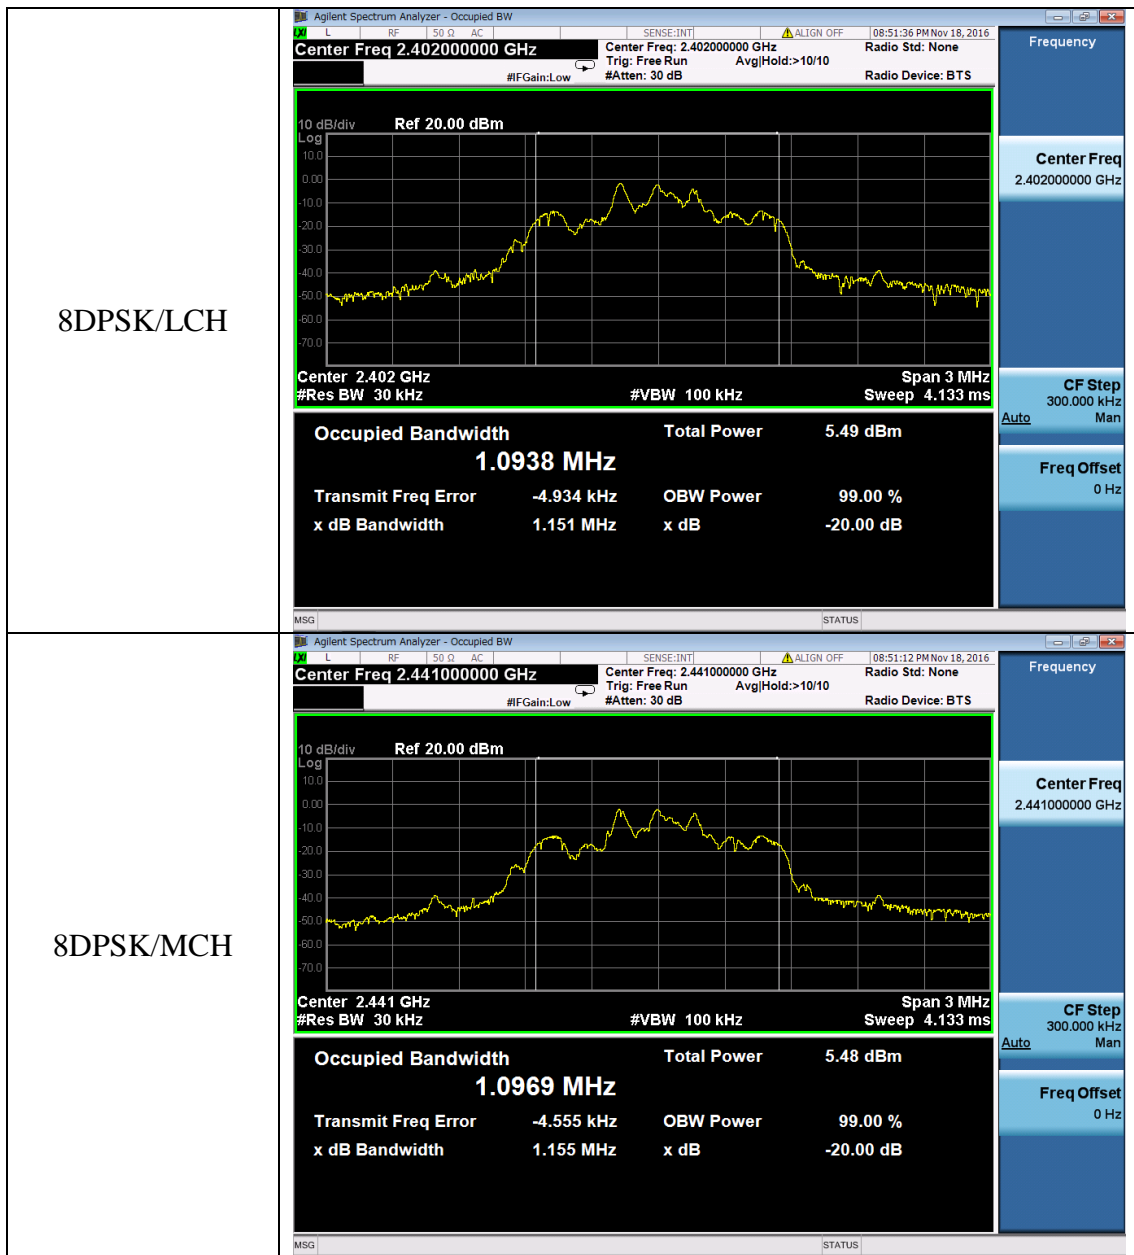 8DPSK/LCH
Agilent Spectrum Analyzer - Occupied BW
LXI L RF 50 Ω AC SENSE:INT ALIGN OFF 08:51:36 PM Nov 18, 2016
Center Freq 2.402000000 GHz
Center Freq: 2.402000000 GHz Radio Std: None
Trig: Free Run Avg|Hold:>10/10
#IFGain:Low #Atten: 30 dB Radio Device: BTS
Frequency
10 dB/div Ref 20.00 dBm
Log
10.0
0.00
-10.0
-20.0
-30.0
-40.0
-50.0
-60.0
-70.0
Center 2.402 GHz Span 3 MHz
#Res BW 30 kHz #VBW 100 kHz Sweep 4.133 ms
Center Freq
2.402000000 GHz
CF Step
300.000 kHz
Auto Man
Freq Offset
0 Hz
Occupied Bandwidth Total Power 5.49 dBm
1.0938 MHz
Transmit Freq Error -4.934 kHz OBW Power 99.00 %
x dB Bandwidth 1.151 MHz x dB -20.00 dB
MSG STATUS
8DPSK/MCH
Agilent Spectrum Analyzer - Occupied BW
LXI L RF 50 Ω AC SENSE:INT ALIGN OFF 08:51:12 PM Nov 18, 2016
Center Freq 2.441000000 GHz
Center Freq: 2.441000000 GHz Radio Std: None
Trig: Free Run Avg|Hold:>10/10
#IFGain:Low #Atten: 30 dB Radio Device: BTS
Frequency
10 dB/div Ref 20.00 dBm
Log
10.0
0.00
-10.0
-20.0
-30.0
-40.0
-50.0
-60.0
-70.0
Center 2.441 GHz Span 3 MHz
#Res BW 30 kHz #VBW 100 kHz Sweep 4.133 ms
Center Freq
2.441000000 GHz
CF Step
300.000 kHz
Auto Man
Freq Offset
0 Hz
Occupied Bandwidth Total Power 5.48 dBm
1.0969 MHz
Transmit Freq Error -4.555 kHz OBW Power 99.00 %
x dB Bandwidth 1.155 MHz x dB -20.00 dB
MSG STATUS